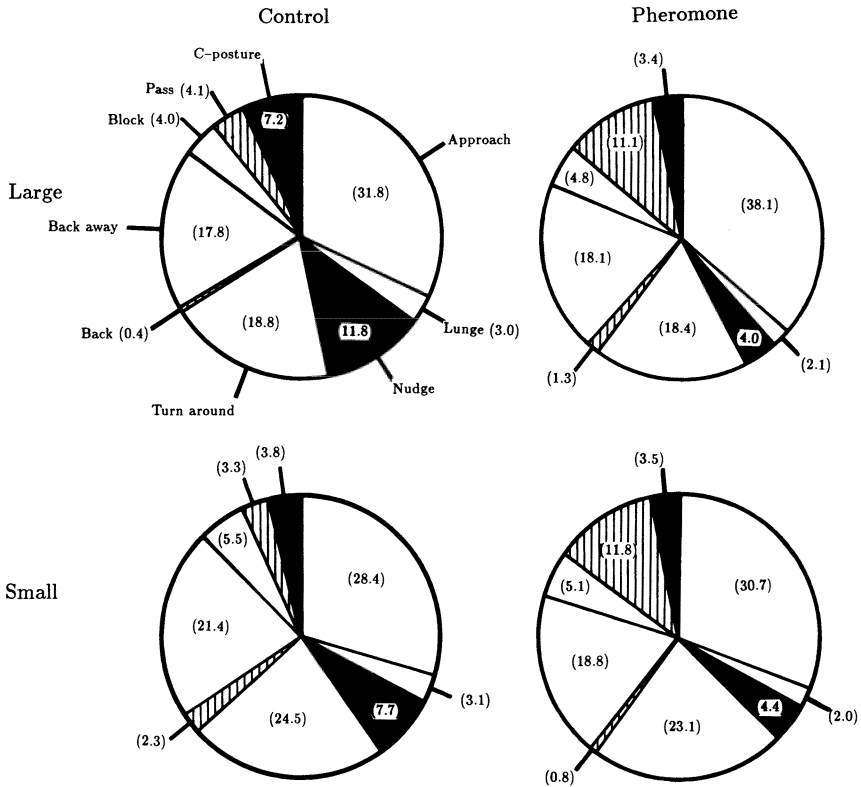 Control
Pheromone
C-posture
Pass (4.1)
Block (4.0)
(7.2)
Approach
(31.8)
Large
Back away
(17.8)
Back (0.4)
(18.8)
(11.8)
Lunge (3.0)
Nudge
Turn around
(3.4)
(11.1)
(4.8)
(38.1)
(18.1)
(18.4)
(4.0)
(2.1)
(1.3)
(3.8)
(3.3)
(5.5)
(28.4)
Small
(21.4)
(3.1)
(7.7)
(24.5)
(2.3)
(3.5)
(11.8)
(5.1)
(30.7)
(18.8)
(4.4)
(2.0)
(23.1)
(0.8)